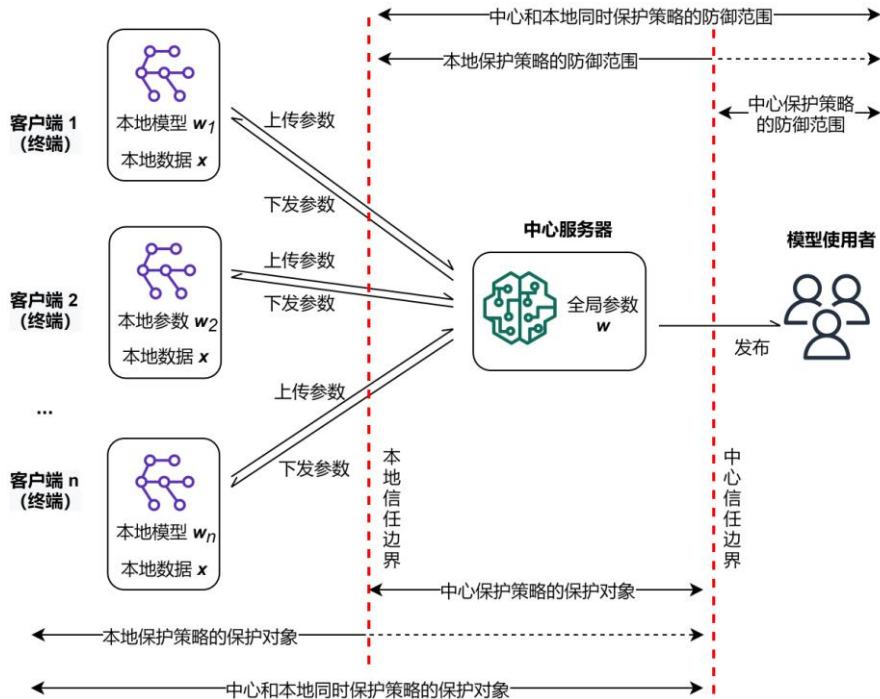 中心和本地同时保护策略的防御范围
本地保护策略的防御范围
中心保护策略
的防御范围
客户端 1
（终端）
本地模型 w1
本地数据 x
上传参数
下发参数
客户端 2
（终端）
本地参数 w2
本地数据 x
上传参数
下发参数
...
客户端 n
（终端）
本地模型 wn
本地数据 x
上传参数
下发参数
中心服务器
全局参数
w
发布
模型使用者
本地信任边界
中心信任边界
中心保护策略的保护对象
本地保护策略的保护对象
中心和本地同时保护策略的保护对象